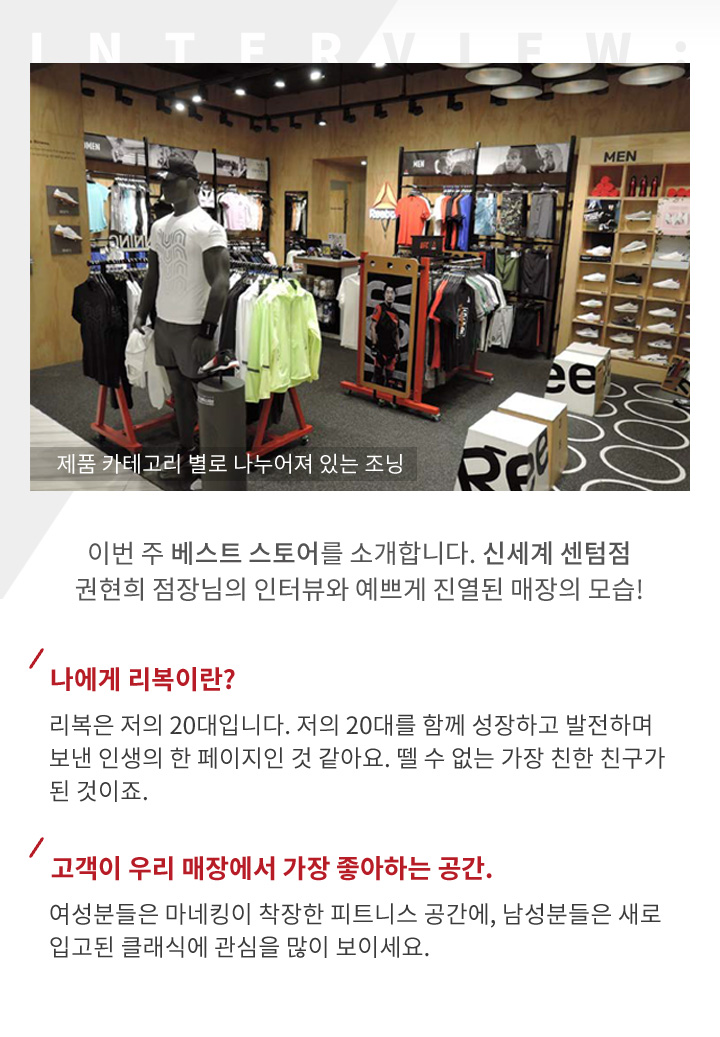 INTERVIEW:
MEN
MEN
Reebok
Ree
ee
제품 카테고리 별로 나누어져 있는 조닝
이번 주 베스트 스토어를 소개합니다. 신세계 센텀점
권현희 점장님의 인터뷰와 예쁘게 진열된 매장의 모습!
나에게 리복이란?
리복은 저의 20대입니다. 저의 20대를 함께 성장하고 발전하며
보낸 인생의 한 페이지인 것 같아요. 뗄 수 없는 가장 친한 친구가
된 것이죠.
고객이 우리 매장에서 가장 좋아하는 공간.
여성분들은 마네킹이 착장한 피트니스 공간에, 남성분들은 새로
입고된 클래식에 관심을 많이 보이세요.